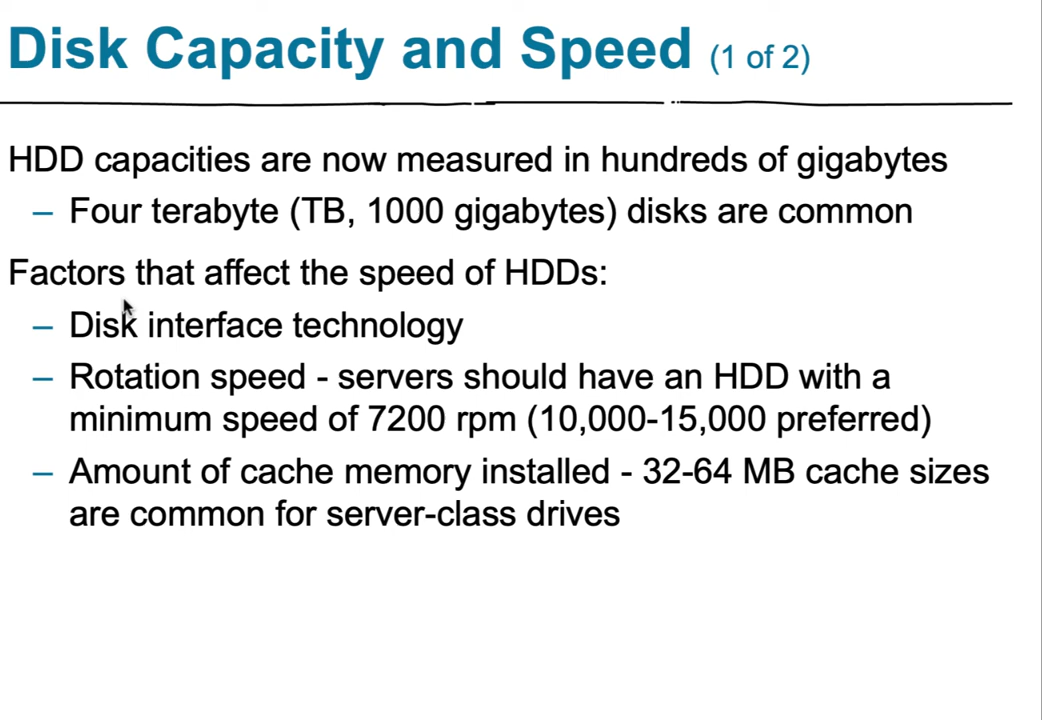 Disk Capacity and Speed (1 of 2)
HDD capacities are now measured in hundreds of gigabytes
– Four terabyte (TB, 1000 gigabytes) disks are common
Factors that affect the speed of HDDs:
– Disk interface technology
– Rotation speed - servers should have an HDD with a
minimum speed of 7200 rpm (10,000-15,000 preferred)
– Amount of cache memory installed - 32-64 MB cache sizes
are common for server-class drives